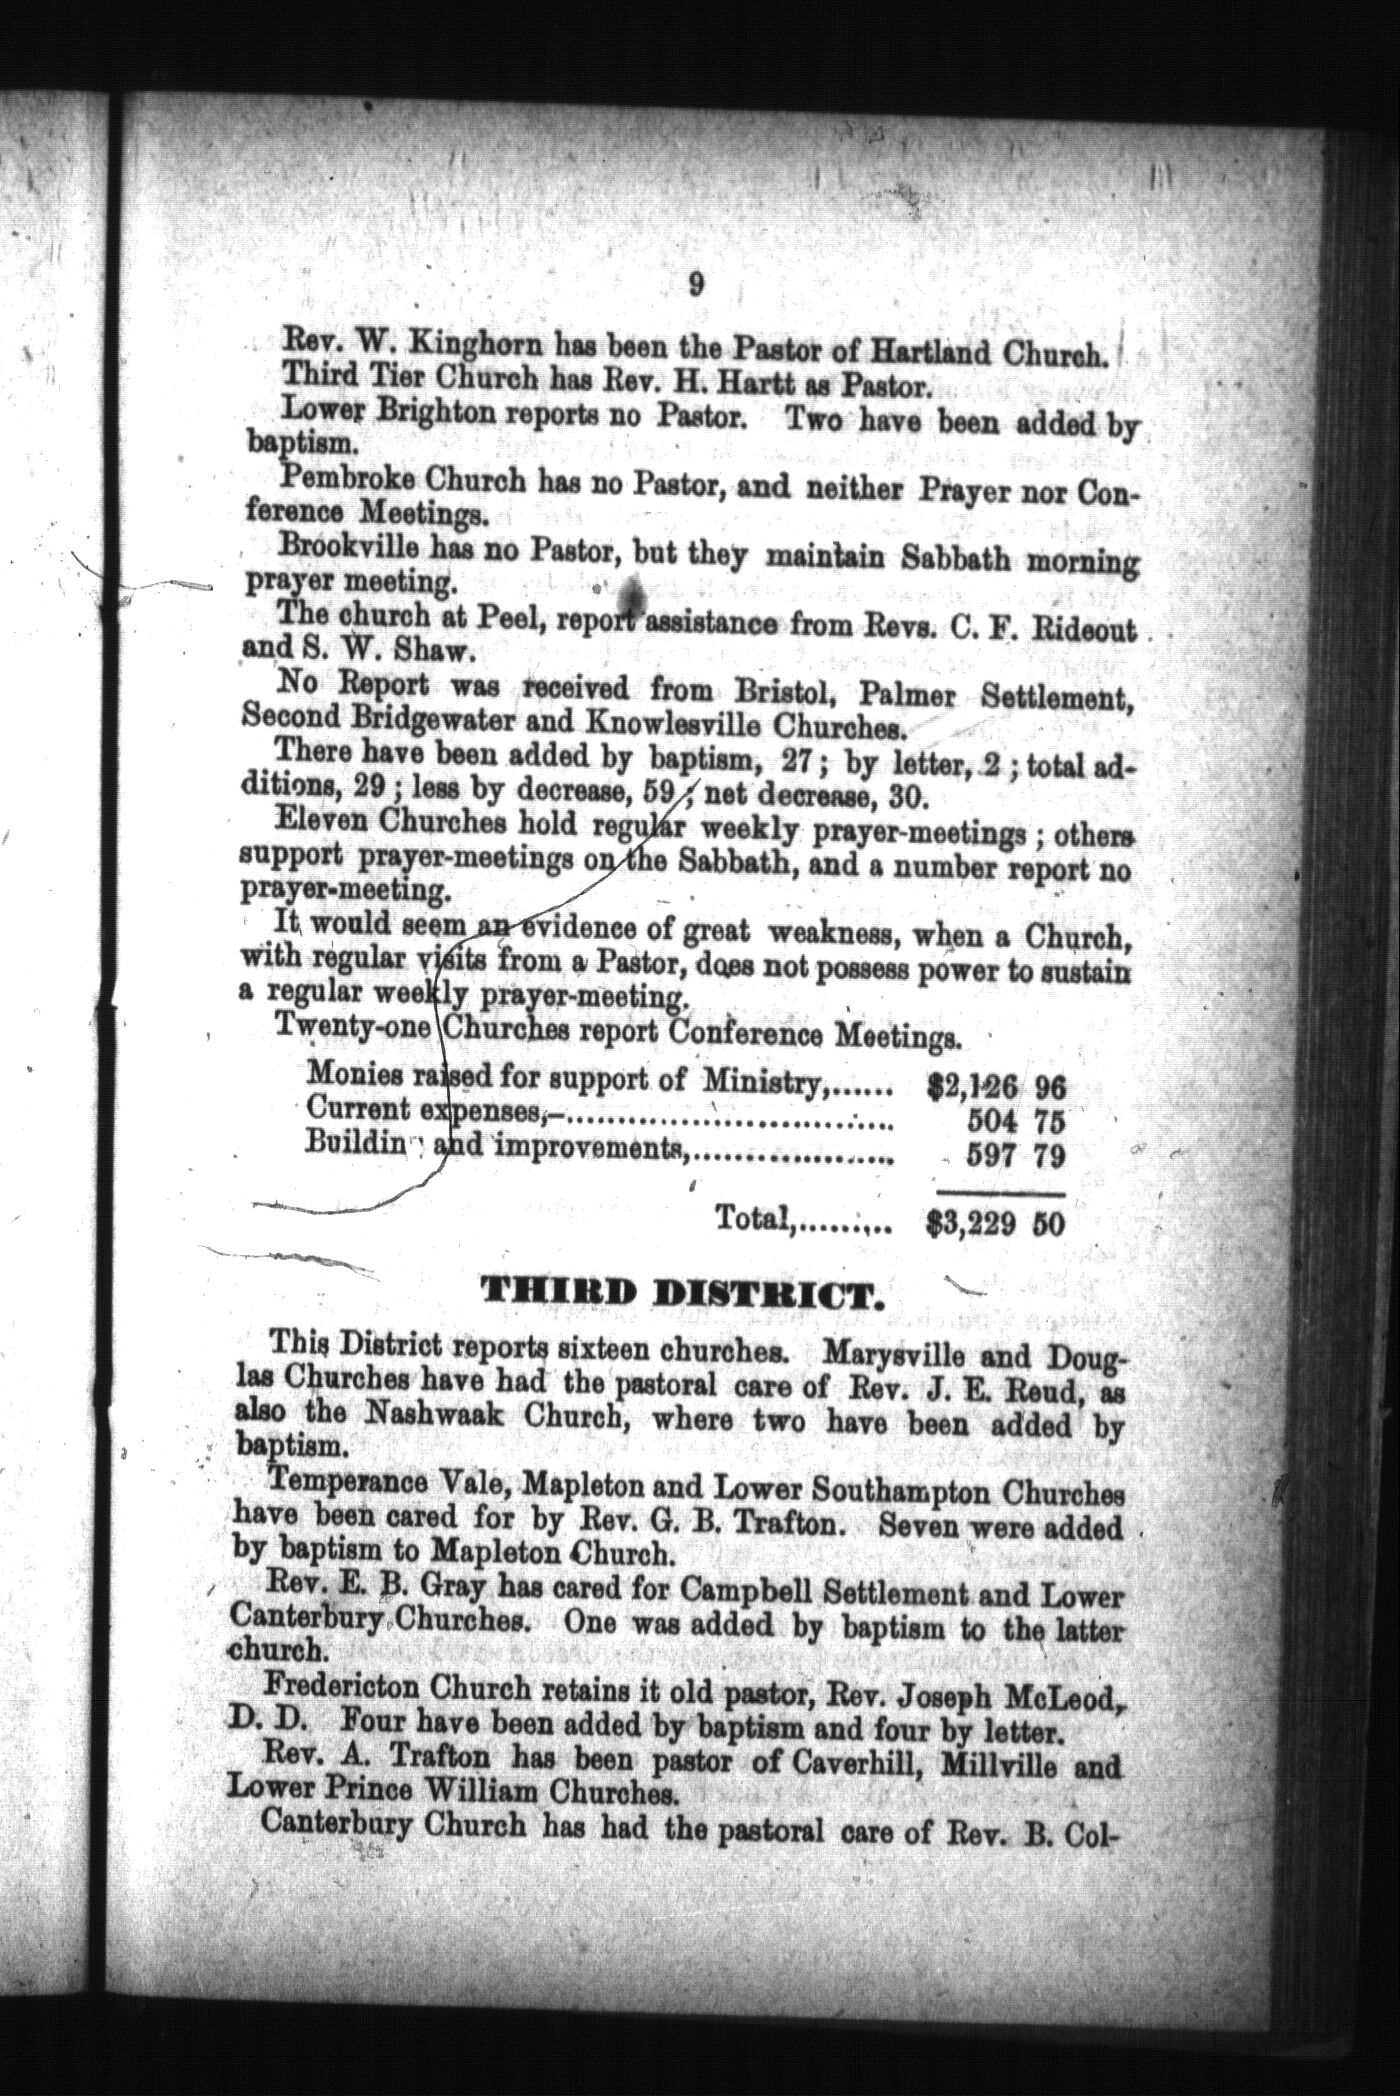 9
Rev. W. Kinghorn has been the Pastor of Hartland Church.
Third Tier Church has Rev. H. Hartt as Pastor.
Lower Brighton reports no Pastor. Two have been added by
baptism.
Pembroke Church has no Pastor, and neither Prayer nor Con-
ference Meetings.
Brookville has no Pastor, but they maintain Sabbath morning
prayer meeting.
The church at Peel, report assistance from Revs. C. F. Rideout
and S. W. Shaw.
No Report was received from Bristol, Palmer Settlement,
Second Bridgewater and Knowlesville Churches.
There have been added by baptism, 27; by letter, 2; total ad-
ditions, 29; less by decrease, 59; net decrease, 30.
Eleven Churches hold regular weekly prayer-meetings; others
support prayer-meetings on the Sabbath, and a number report no
prayer-meeting.
It would seem an evidence of great weakness, when a Church,
with regular visits from a Pastor, does not possess power to sustain
a regular weekly prayer-meeting.
Twenty-one Churches report Conference Meetings.
Monies raised for support of Ministry,...... $2,126 96
Current expenses,–.............................. 504 75
Buildin and improvements,................... 597 79
Total,......... $3,229 50
THIRD DISTRICT.
This District reports sixteen churches. Marysville and Doug-
las Churches have had the pastoral care of Rev. J. E. Reud, as
also the Nashwaak Church, where two have been added by
baptism.
Temperance Vale, Mapleton and Lower Southampton Churches
have been cared for by Rev. G. B. Trafton. Seven were added
by baptism to Mapleton Church.
Rev. E. B. Gray has cared for Campbell Settlement and Lower
Canterbury Churches. One was added by baptism to the latter
church.
Fredericton Church retains it old pastor, Rev. Joseph McLeod,
D. D. Four have been added by baptism and four by letter.
Rev. A. Trafton has been pastor of Caverhill, Millville and
Lower Prince William Churches.
Canterbury Church has had the pastoral care of Rev. B. Col-